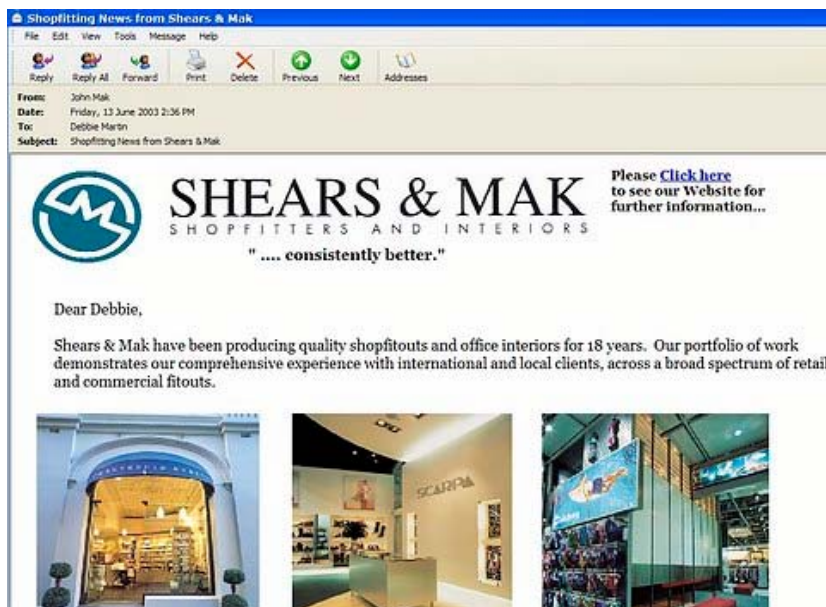 Shopfitting News from Shears & Mak
File Edit View Tools Message Help
Reply Reply All Forward Print Delete Previous Next Addresses
From: John Mak
Date: Friday, 13 June 2003 2:36 PM
To: Debbie Martin
Subject: Shopfitting News from Shears & Mak
SHEARS & MAK
SHOPFITTERS AND INTERIORS
" .... consistently better."
Please Click here
to see our Website for
further information...
Dear Debbie,
Shears & Mak have been producing quality shopfitouts and office interiors for 18 years. Our portfolio of work
demonstrates our comprehensive experience with international and local clients, across a broad spectrum of retail
and commercial fitouts.
SCARPA